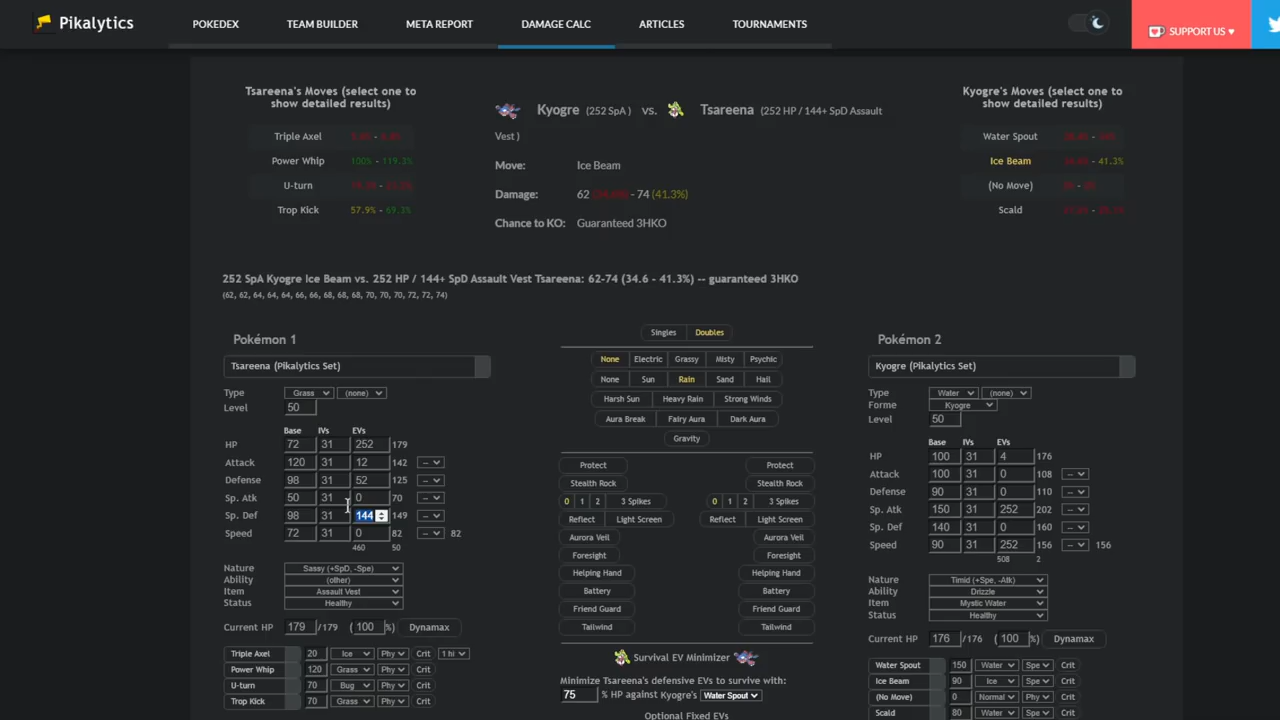 Pikalytics POKEDEX TEAM BUILDER META REPORT DAMAGE CALC ARTICLES TOURNAMENTS SUPPORT US ♥
Tsareena's Moves (select one to
show detailed results)
Triple Axel
Power Whip 100% - 119.3%
U-turn
Trop Kick 57.9% - 69.3%
Kyogre (252 SpA) vs. Tsareena (252 HP / 144+ SpD Assault
Vest )
Move: Ice Beam
Damage: 62 - 74 (41.3%)
Chance to KO: Guaranteed 3HKO
Kyogre's Moves (select one to
show detailed results)
Water Spout
Ice Beam - 41.3%
(No Move)
Scald
252 SpA Kyogre Ice Beam vs. 252 HP / 144+ SpD Assault Vest Tsareena: 62-74 (34.6 - 41.3%) -- guaranteed 3HKO
(62, 62, 64, 64, 64, 66, 66, 68, 68, 68, 70, 70, 70, 72, 72, 74)
Pokémon 1
Tsareena (Pikalytics Set)
Type Grass (none)
Level 50
Base IVs EVs
HP 72 31 252 179
Attack 120 31 12 142 --
Defense 98 31 52 125 --
Sp. Atk 50 31 0 70 --
Sp. Def 98 31 144 149 --
Speed 72 31 0 82 -- 82
460 50
Nature Sassy (+SpD, -Spe)
Ability (other)
Item Assault Vest
Status Healthy
Current HP 179 /179 ( 100 %) Dynamax
Triple Axel 20 Ice Phy Crit 1 hi
Power Whip 120 Grass Phy Crit
U-turn 70 Bug Phy Crit
Trop Kick 70 Grass Phy Crit
Singles Doubles
None Electric Grassy Misty Psychic
None Sun Rain Sand Hail
Harsh Sun Heavy Rain Strong Winds
Aura Break Fairy Aura Dark Aura
Gravity
Protect Protect
Stealth Rock Stealth Rock
0 1 2 3 Spikes 0 1 2 3 Spikes
Reflect Light Screen Reflect Light Screen
Aurora Veil Aurora Veil
Foresight Foresight
Helping Hand Helping Hand
Battery Battery
Friend Guard Friend Guard
Tailwind Tailwind
Survival EV Minimizer
Minimize Tsareena's defensive EVs to survive with:
75 % HP against Kyogre's Water Spout
Optional Fixed EVs
Pokémon 2
Kyogre (Pikalytics Set)
Type Water (none)
Forme Kyogre
Level 50
Base IVs EVs
HP 100 31 4 176
Attack 100 31 0 108 --
Defense 90 31 0 110 --
Sp. Atk 150 31 252 202 --
Sp. Def 140 31 0 160 --
Speed 90 31 252 156 -- 156
508 2
Nature Timid (+Spe, -Atk)
Ability Drizzle
Item Mystic Water
Status Healthy
Current HP 176 /176 ( 100 %) Dynamax
Water Spout 150 Water Spe Crit
Ice Beam 90 Ice Spe Crit
(No Move) 0 Normal Phy Crit
Scald 80 Water Spe Crit